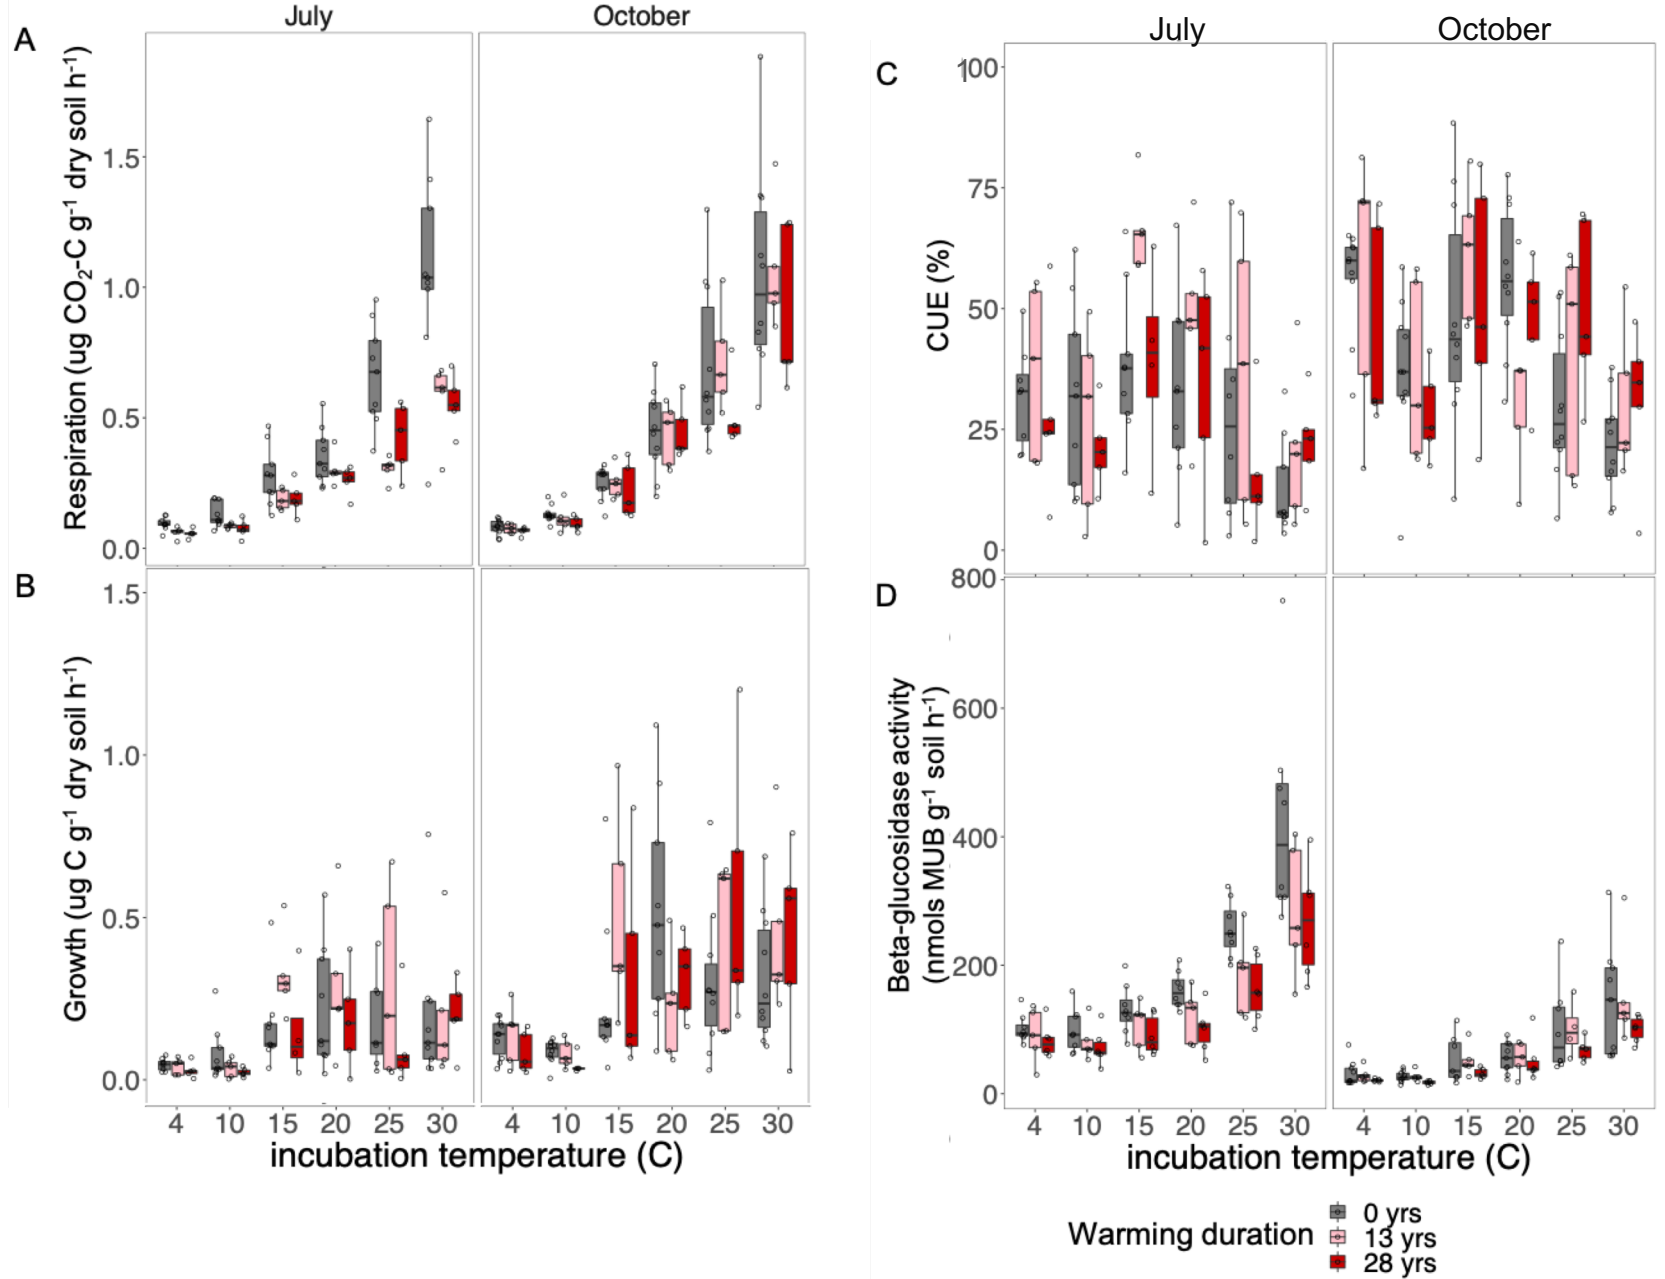 July
October
A
Respiration (ug CO₂-C g⁻¹ dry soil h⁻¹)
1.5
1.0
0.5
0.0
B
Growth (ug C g⁻¹ dry soil h⁻¹)
1.5
1.0
0.5
0.0
4 10 15 20 25 30 4 10 15 20 25 30
incubation temperature (C)
July
October
C
CUE (%)
100
75
50
25
0
D
Beta-glucosidase activity
(nmols MUB g⁻¹ soil h⁻¹)
800
600
400
200
0
4 10 15 20 25 30 4 10 15 20 25 30
incubation temperature (C)
Warming duration
0 yrs
13 yrs
28 yrs